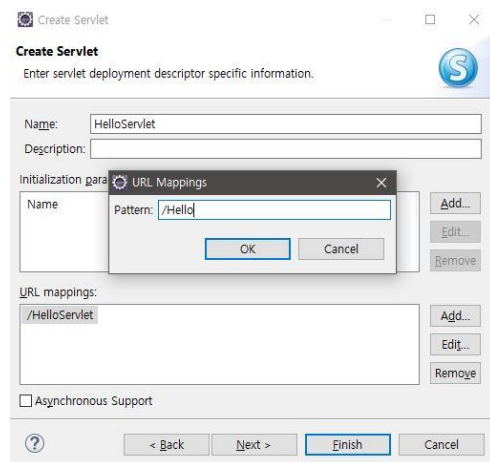 Create Servlet
Create Servlet
Enter servlet deployment descriptor specific information.
S
Name: HelloServlet
Description:
Initialization para
URL Mappings
Name
Pattern: /Hello
Add...
Edit...
Remove
OK Cancel
URL mappings:
/HelloServlet
Add...
Edit...
Remove
Asynchronous Support
? < Back Next > Finish Cancel